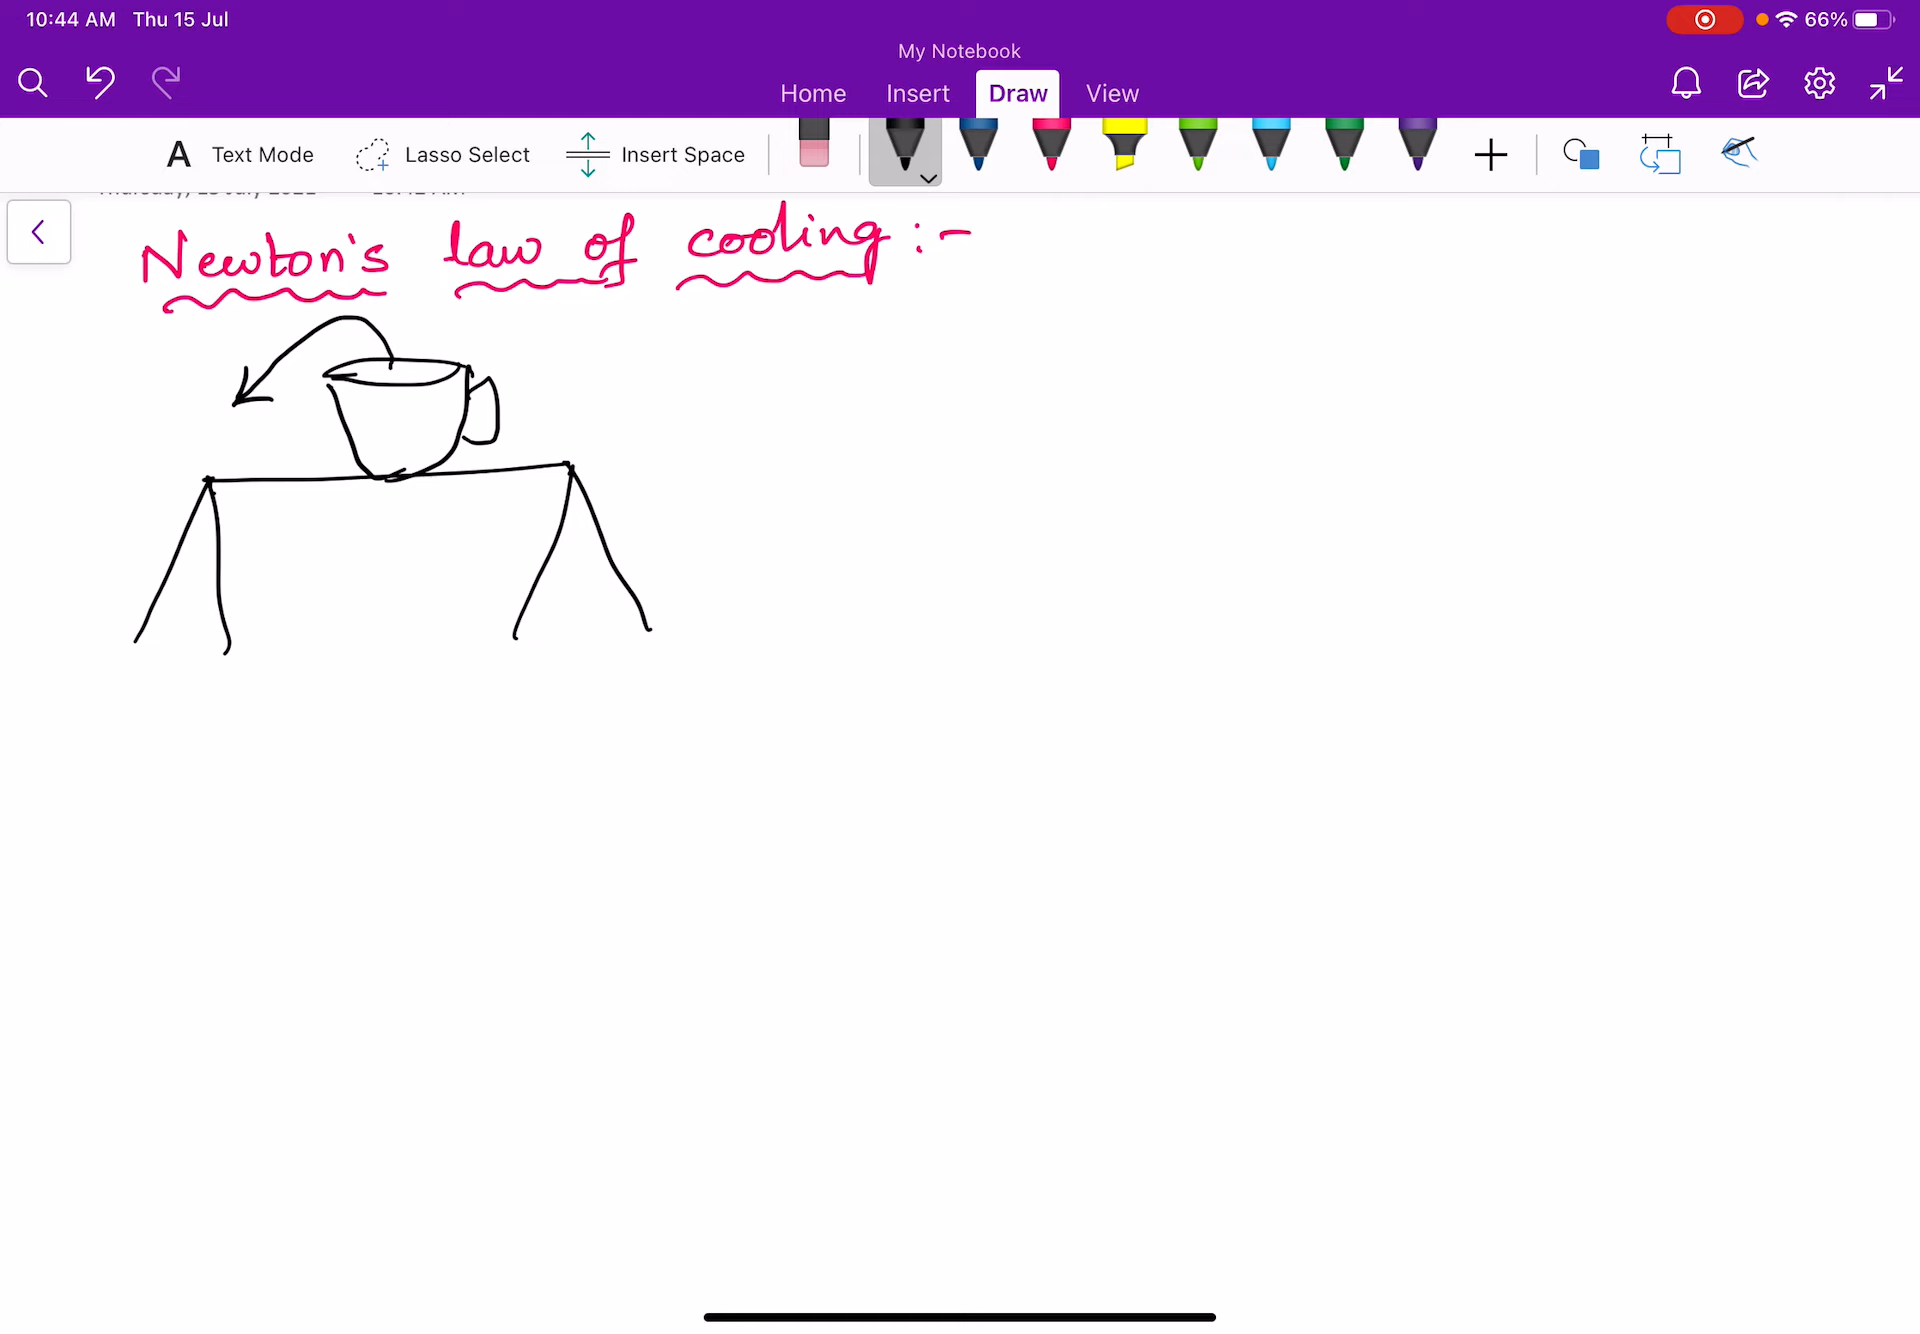 10:44 AM Thu 15 Jul
66%
My Notebook
Home Insert Draw View
A Text Mode Lasso Select Insert Space
Newton's law of cooling :-